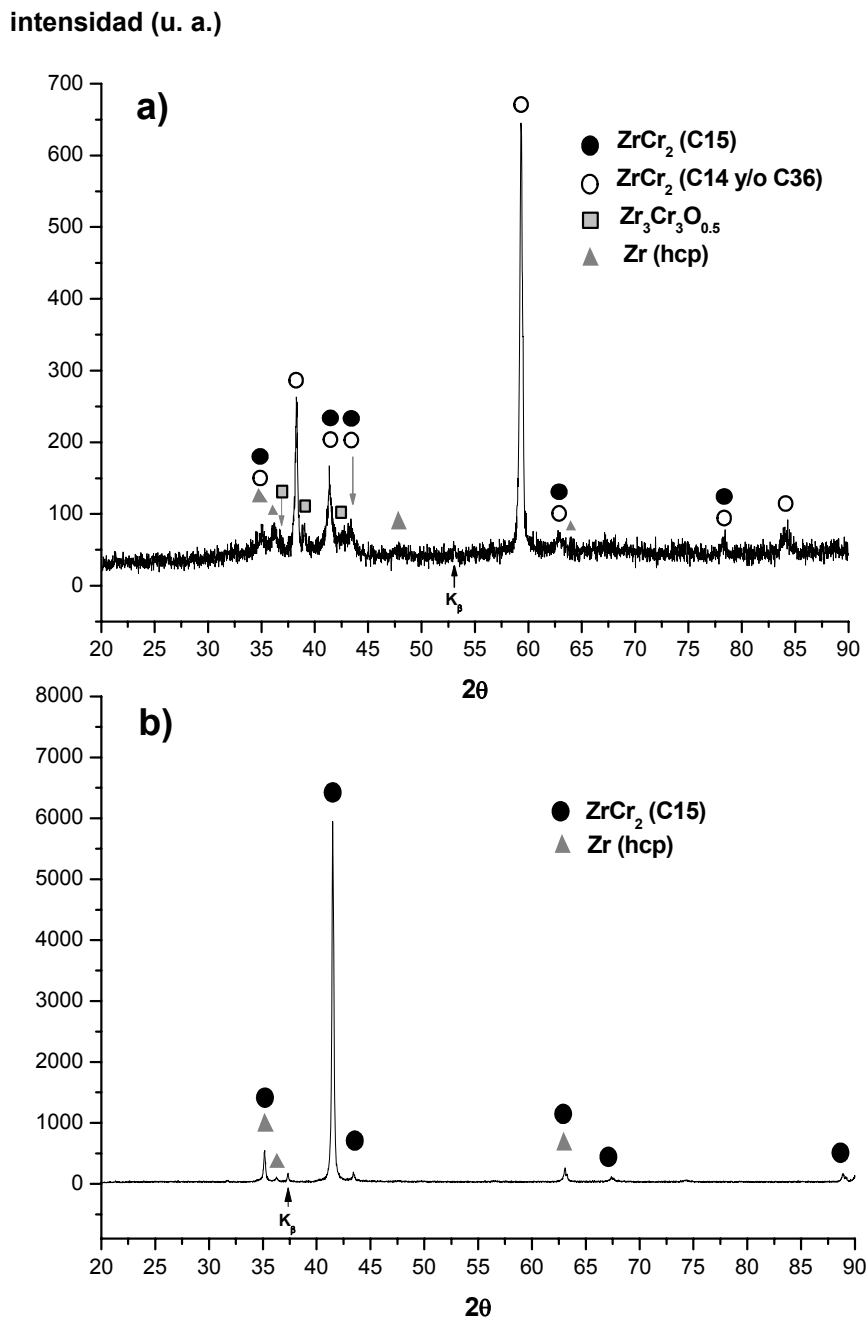 intensidad (u. a.)
a)
ZrCr₂ (C15)
ZrCr₂ (C14 y/o C36)
Zr₃Cr₃O₀.₅
Zr (hcp)
700
600
500
400
300
200
100
0
K_β
20 25 30 35 40 45 50 55 60 65 70 75 80 85 90
2θ
b)
ZrCr₂ (C15)
Zr (hcp)
8000
7000
6000
5000
4000
3000
2000
1000
0
K_β
20 25 30 35 40 45 50 55 60 65 70 75 80 85 90
2θ